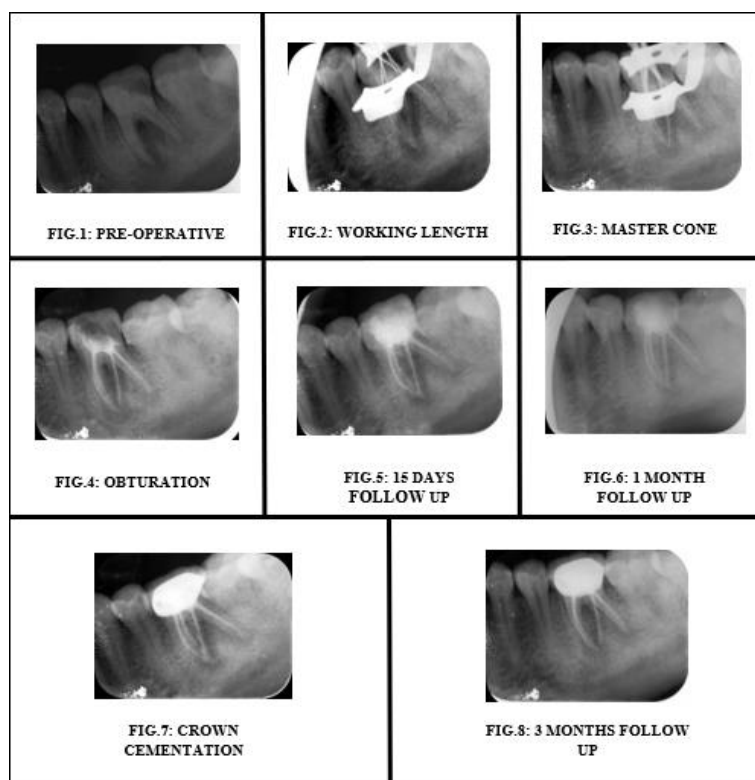 FIG.1: PRE-OPERATIVE
FIG.2: WORKING LENGTH
FIG.3: MASTER CONE
FIG.4: OBTURATION
FIG.5: 15 DAYS
FOLLOW UP
FIG.6: 1 MONTH
FOLLOW UP
FIG.7: CROWN
CEMENTATION
FIG.8: 3 MONTHS FOLLOW
UP